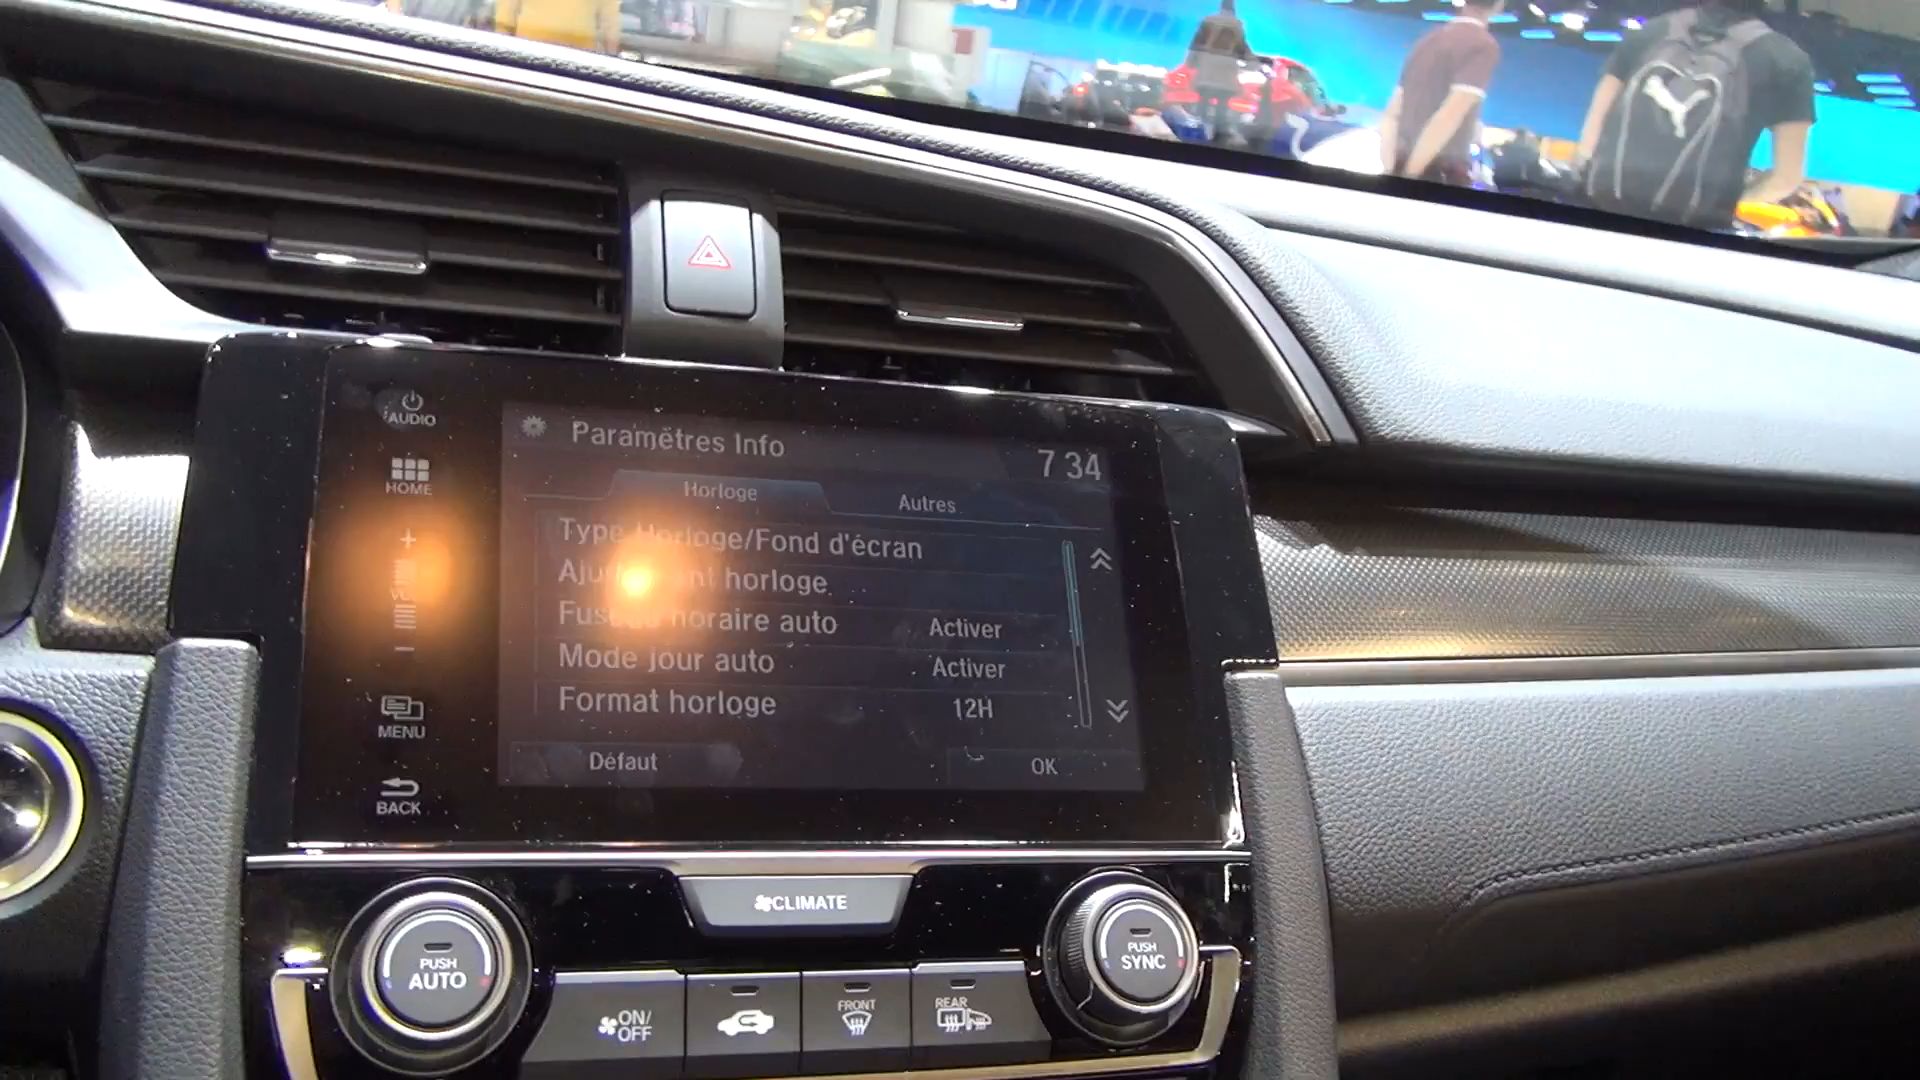 AUDIO
HOME
MENU
BACK
Paramètres Info
7 34
Horloge
Autres
Type Horloge/Fond d'écran
horloge
horaire auto Activer
Mode jour auto Activer
Format horloge 12H
Défaut
OK
CLIMATE
PUSH
AUTO
PUSH
SYNC
ON/
OFF
FRONT
REAR